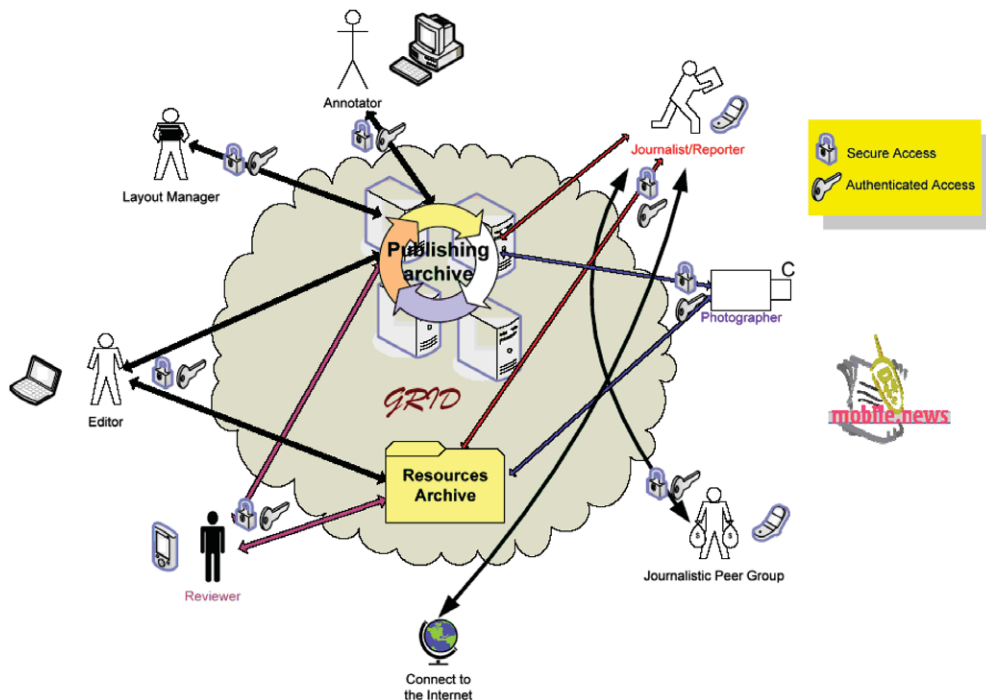 Annotator
Layout Manager
Journalist/Reporter
Secure Access
Authenticated Access
Publishing
archive
C
Photographer
GRID
mobile.news
Editor
Resources
Archive
$ $
Journalistic Peer Group
Reviewer
Connect to
the Internet